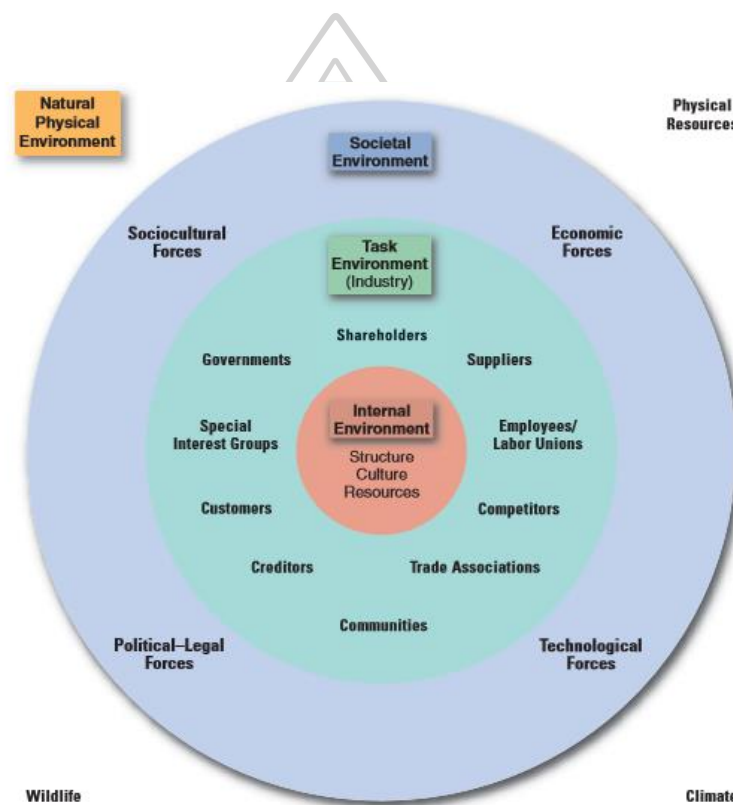 Natural
Physical
Environment
Physical
Resources
Societal
Environment
Sociocultural
Forces
Economic
Forces
Task
Environment
(Industry)
Shareholders
Governments
Suppliers
Internal
Environment
Structure
Culture
Resources
Special
Interest Groups
Employees/
Labor Unions
Customers
Competitors
Creditors
Trade Associations
Communities
Political–Legal
Forces
Technological
Forces
Wildlife
Climate